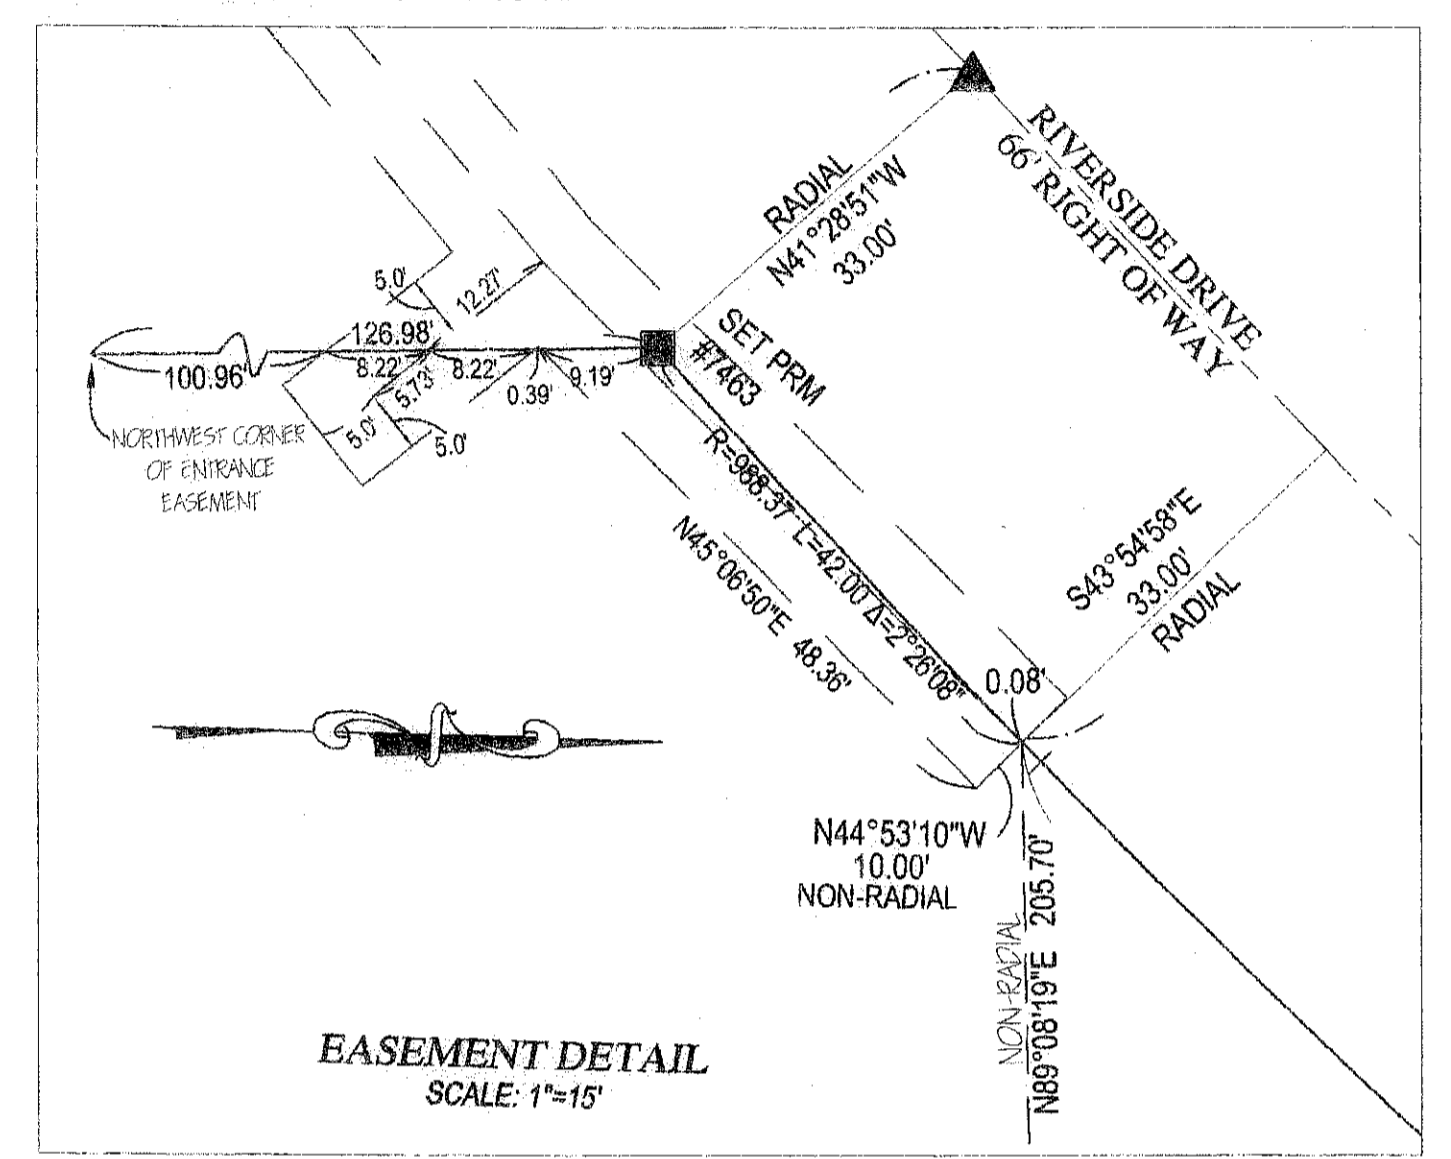 RIVERSIDE DRIVE
66' RIGHT OF WAY
RADIAL
N41°28'51"W
33.00'
5.0'
12.27'
126.98'
SET PRM
#7463
100.96'
8.22'
5.73'
8.22'
0.39'
9.19'
5.0'
5.0'
NORTHWEST CORNER
OF ENTRANCE
EASEMENT
R=988.37 L=42.00 Δ=2°26'08"
N45°06'50"E 48.36'
S43°54'58"E
33.00'
RADIAL
0.08'
N44°53'10"W
10.00'
NON-RADIAL
NON-RADIAL
N89°08'19"E 205.70'
EASEMENT DETAIL
SCALE: 1"=15'